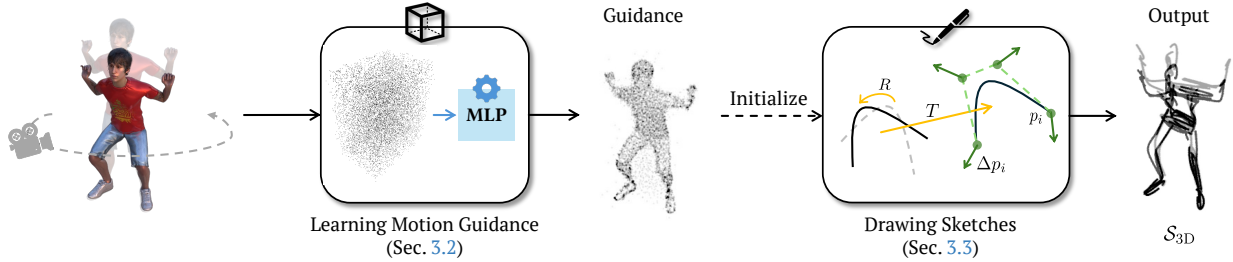 Guidance
Output
MLP
Initialize
R
T
p_i
Δp_i
Learning Motion Guidance
(Sec. 3.2)
Drawing Sketches
(Sec. 3.3)
S_3D